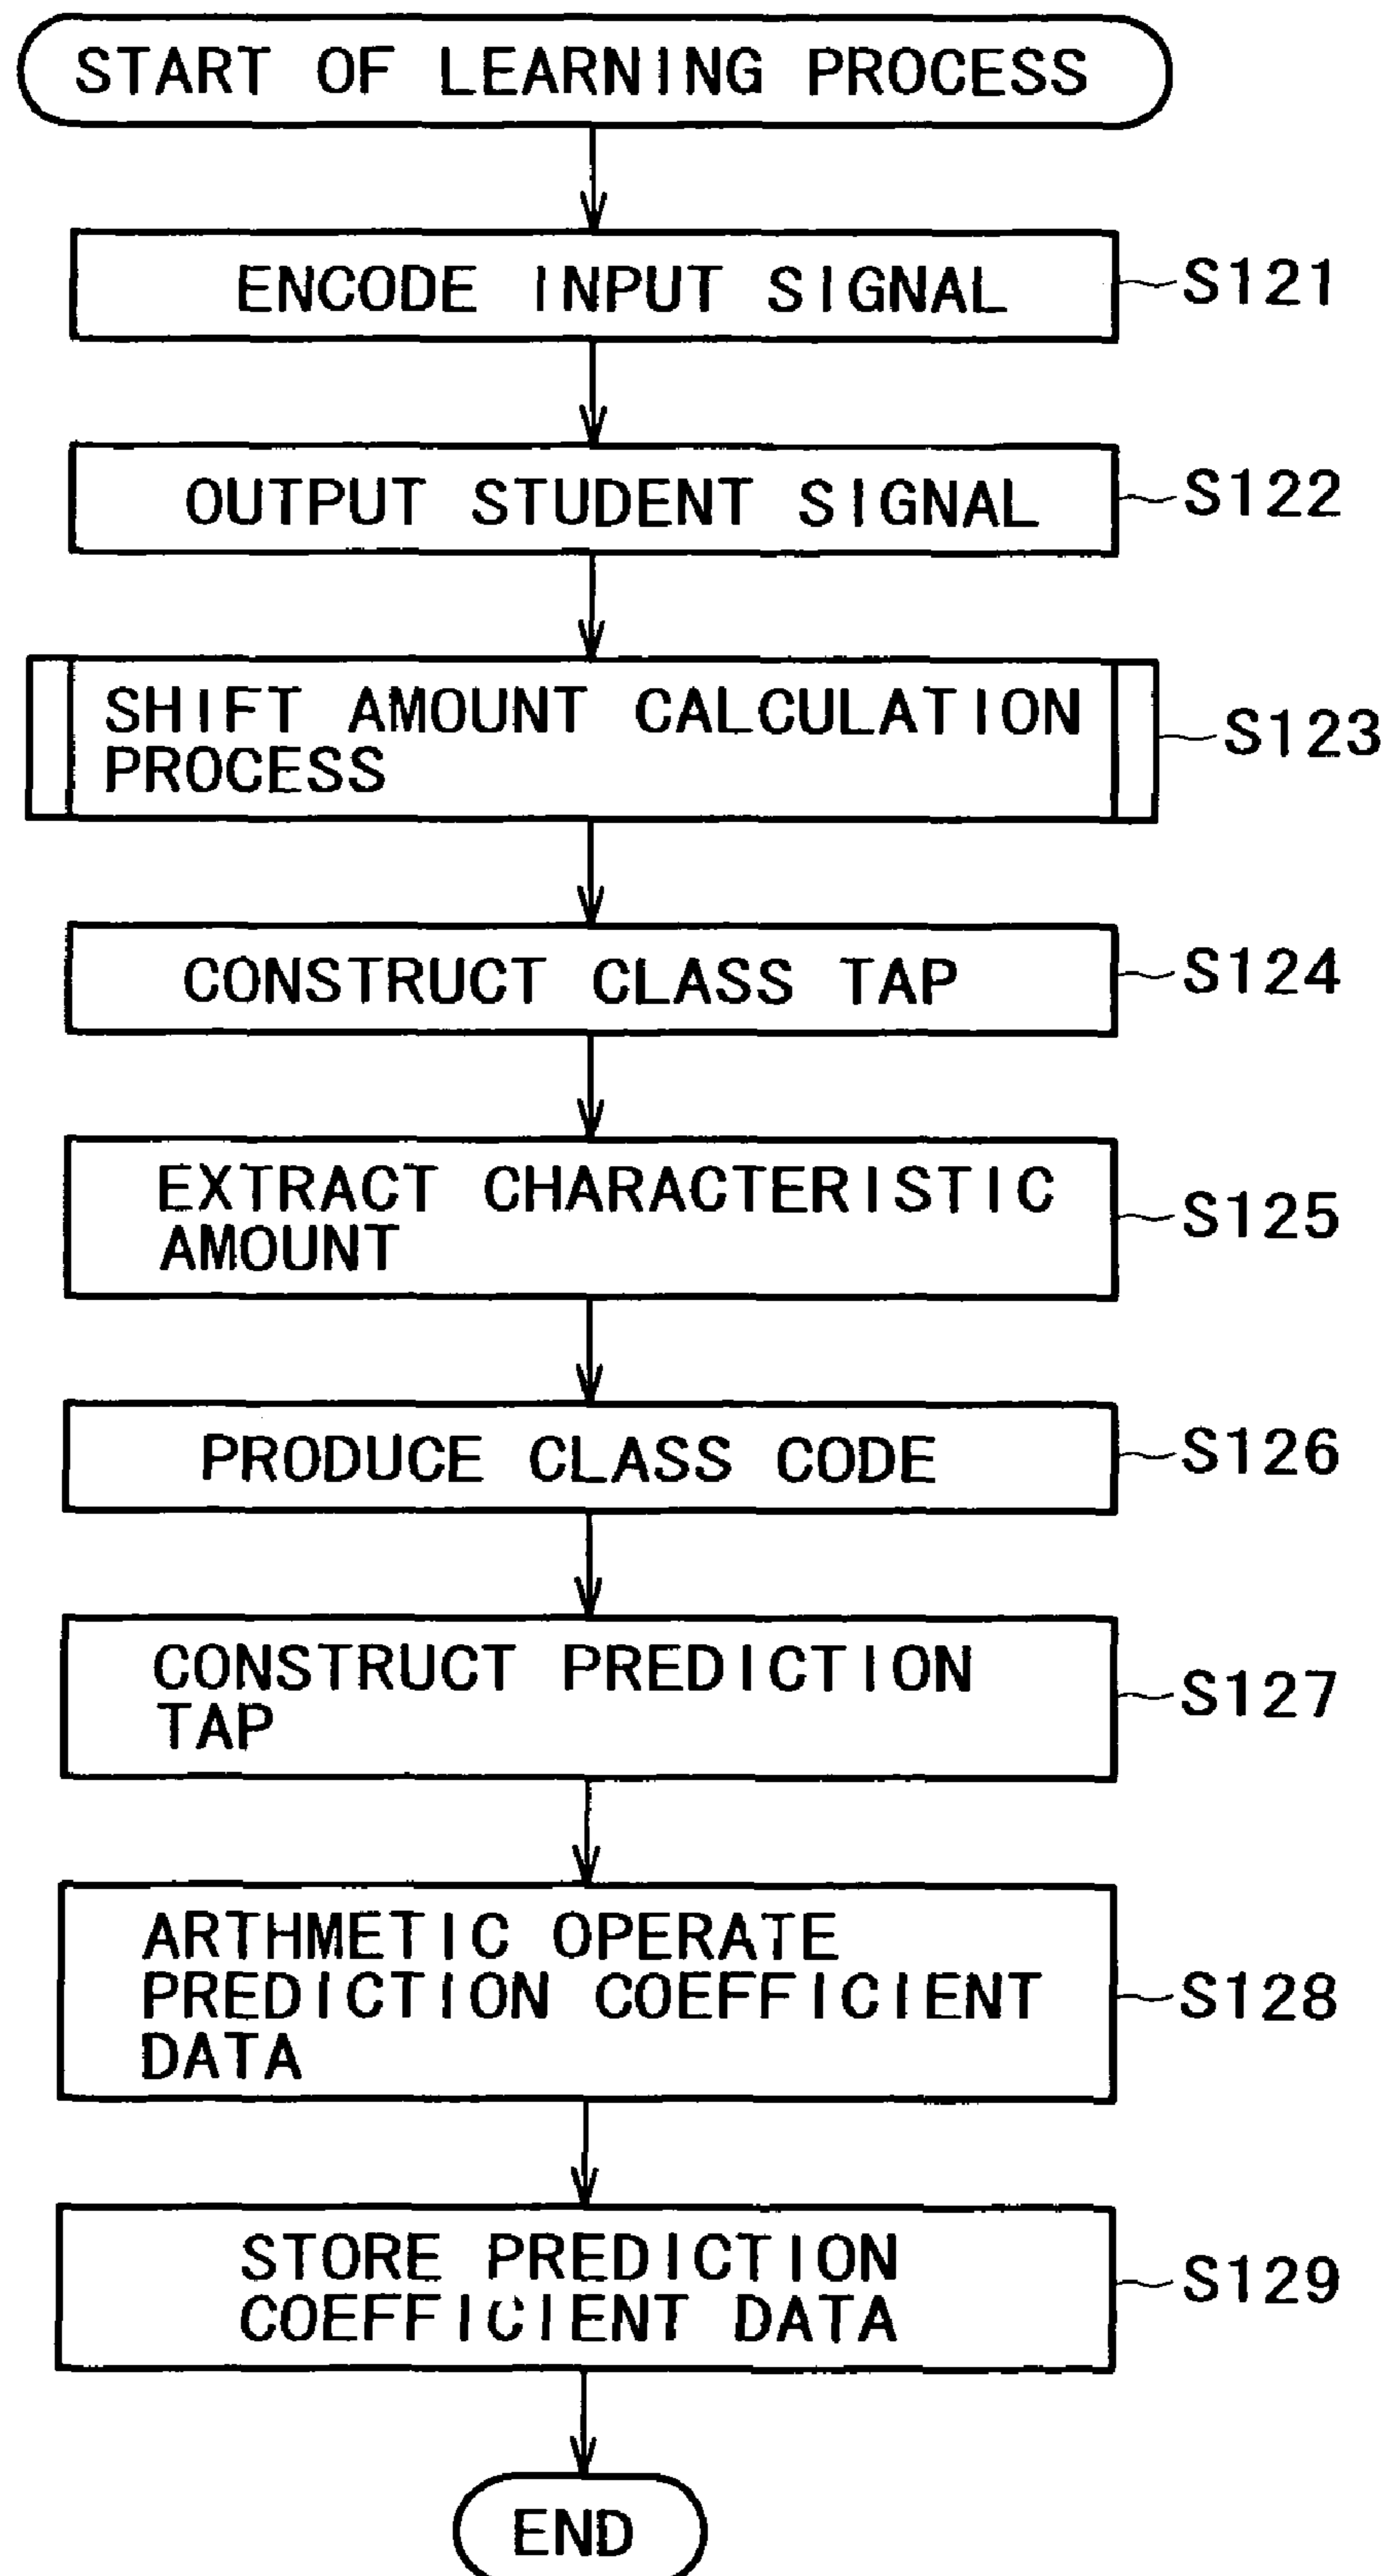 START OF LEARNING PROCESS
ENCODE INPUT SIGNAL
S121
OUTPUT STUDENT SIGNAL
S122
SHIFT AMOUNT CALCULATION
PROCESS
S123
CONSTRUCT CLASS TAP
S124
EXTRACT CHARACTERISTIC
AMOUNT
S125
PRODUCE CLASS CODE
S126
CONSTRUCT PREDICTION
TAP
S127
ARTHMETIC OPERATE
PREDICTION COEFFICIENT
DATA
S128
STORE PREDICTION
COEFFICIENT DATA
S129
END